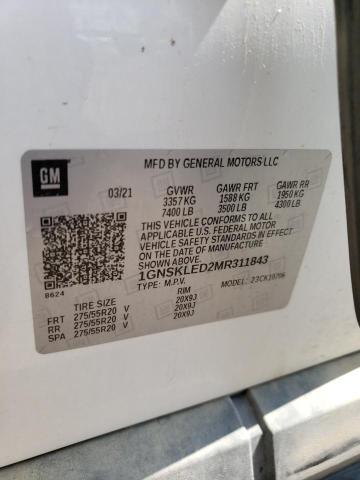 GM
MFD BY GENERAL MOTORS LLC
03/21 GVWR GAWR FRT GAWR RR
3357 KG 1588 KG 1950 KG
7400 LB 3500 LB 4300 LB
THIS VEHICLE CONFORMS TO ALL
APPLICABLE U.S. FEDERAL MOTOR
VEHICLE SAFETY STANDARDS IN EFFECT
ON THE DATE OF MANUFACTURE
SHOWN ABOVE.
1GNSKLED2MR311843
8624 TYPE: M.P.V. MODEL: 23CK10706
TIRE SIZE RIM
FRT 275/55R20 V 20X9J
RR 275/55R20 V 20X9J
SPA 275/55R20 V 20X9J